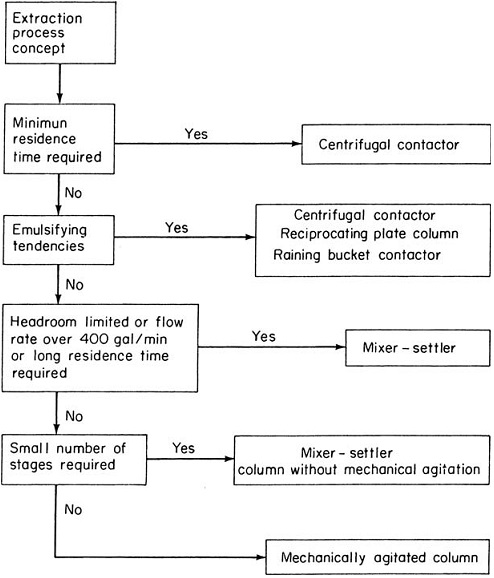 Extraction
process
concept
Minimun
residence
time required
Yes
Centrifugal contactor
No
Emulsifying
tendencies
Yes
Centrifugal contactor
Reciprocating plate column
Raining bucket contactor
No
Headroom limited or flow
rate over 400 gal/min
or long residence time
required
Yes
Mixer-settler
No
Small number of
stages required
Yes
Mixer-settler
column without mechanical agitation
No
Mechanically agitated column